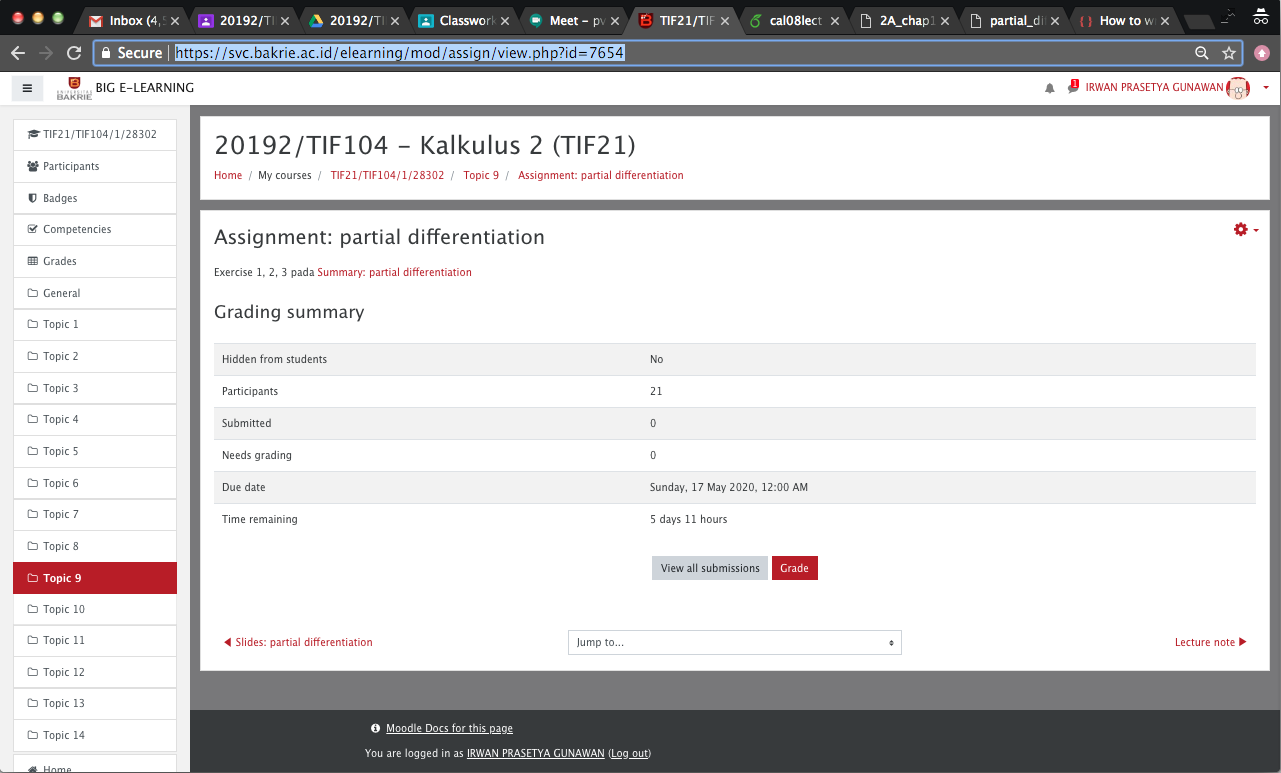 Inbox (4,5
20192/TI
20192/TI
Classwork
Meet – pv
TIF21/TIF
cal08lect
2A_chap1
partial_di
How to w
Secure
https://svc.bakrie.ac.id/elearning/mod/assign/view.php?id=7654
BAKRIE
BIG E-LEARNING
1
IRWAN PRASETYA GUNAWAN
TIF21/TIF104/1/28302
Participants
Badges
Competencies
Grades
General
Topic 1
Topic 2
Topic 3
Topic 4
Topic 5
Topic 6
Topic 7
Topic 8
Topic 9
Topic 10
Topic 11
Topic 12
Topic 13
Topic 14
Home
20192/TIF104 – Kalkulus 2 (TIF21)
Home / My courses / TIF21/TIF104/1/28302 / Topic 9 / Assignment: partial differentiation
Assignment: partial differentiation
Exercise 1, 2, 3 pada Summary: partial differentiation
Grading summary
Hidden from students No
Participants 21
Submitted 0
Needs grading 0
Due date Sunday, 17 May 2020, 12:00 AM
Time remaining 5 days 11 hours
View all submissions Grade
◀ Slides: partial differentiation
Jump to...
Lecture note ▶
Moodle Docs for this page
You are logged in as IRWAN PRASETYA GUNAWAN (Log out)